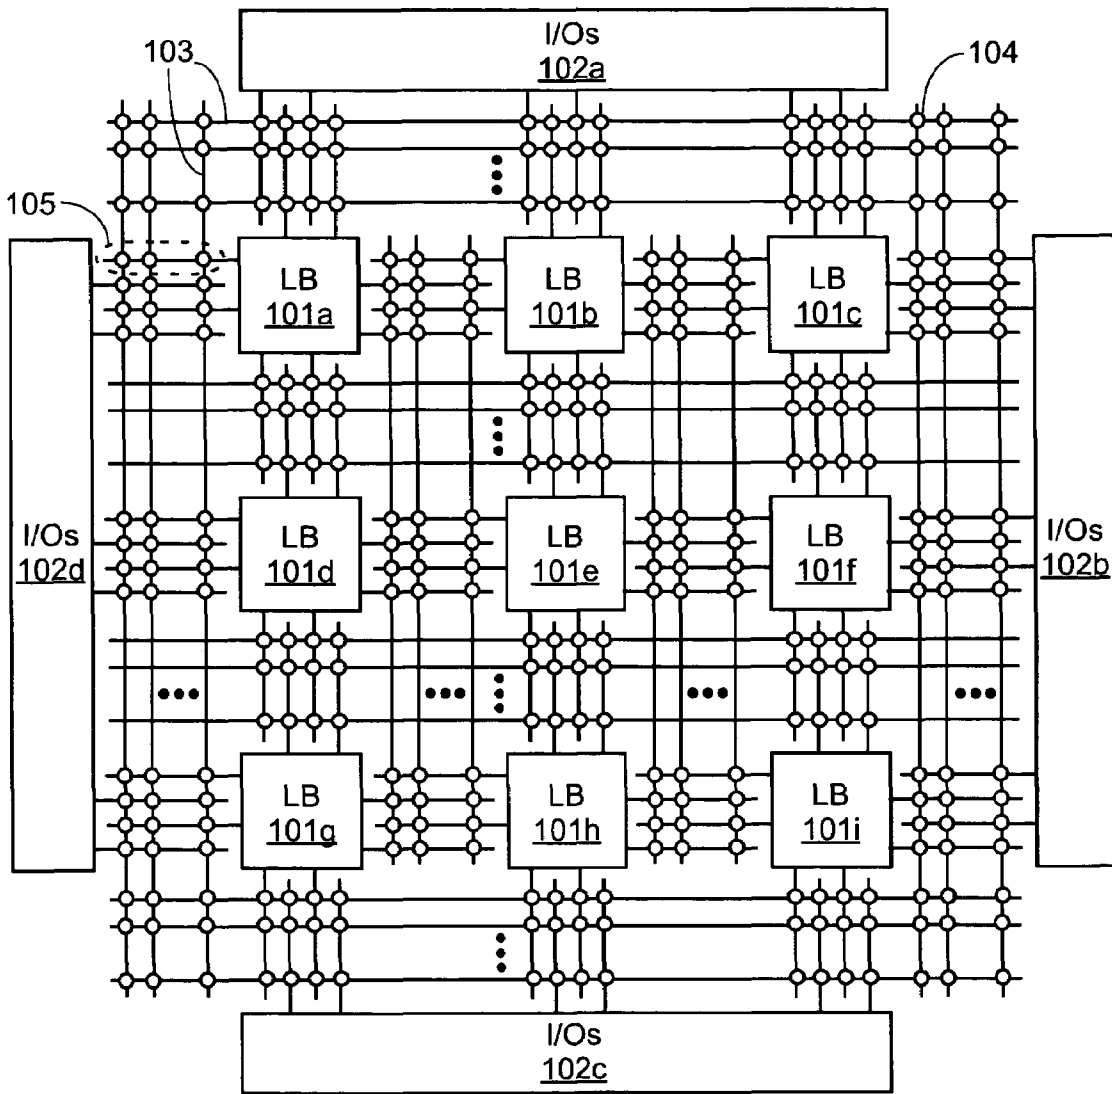 I/Os
102a
103
104
105
LB
101a
LB
101b
LB
101c
I/Os
102d
LB
101d
LB
101e
LB
101f
I/Os
102b
LB
101g
LB
101h
LB
101i
I/Os
102c